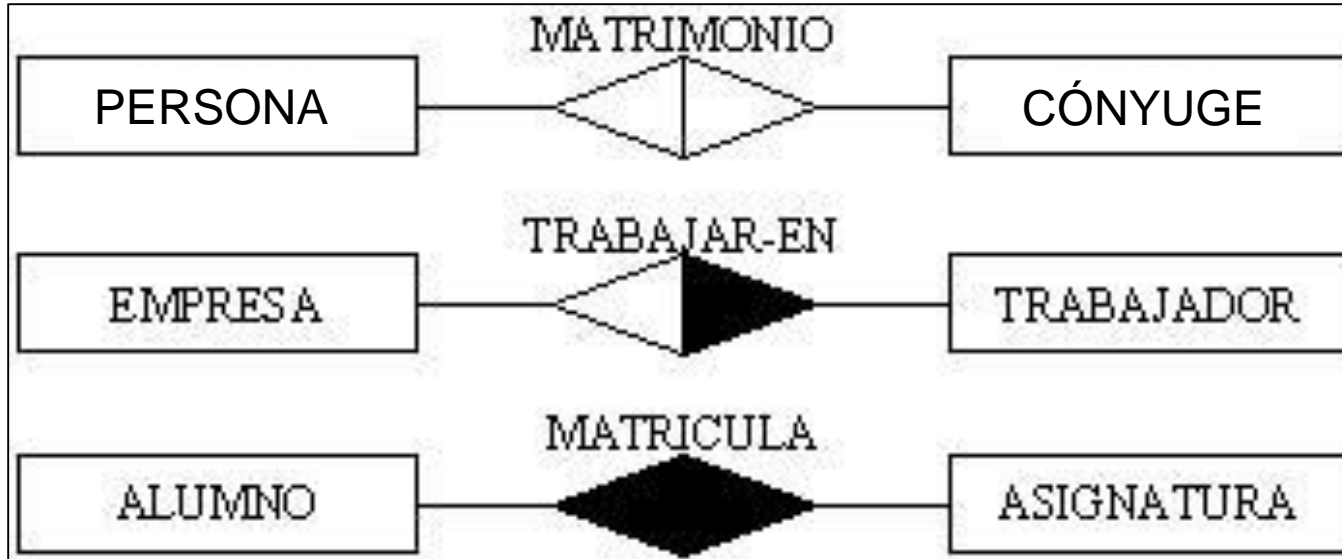 MATRIMONIO
PERSONA
CÓNYUGE
TRABAJAR-EN
EMPRESA
TRABAJADOR
MATRICULA
ALUMNO
ASIGNATURA